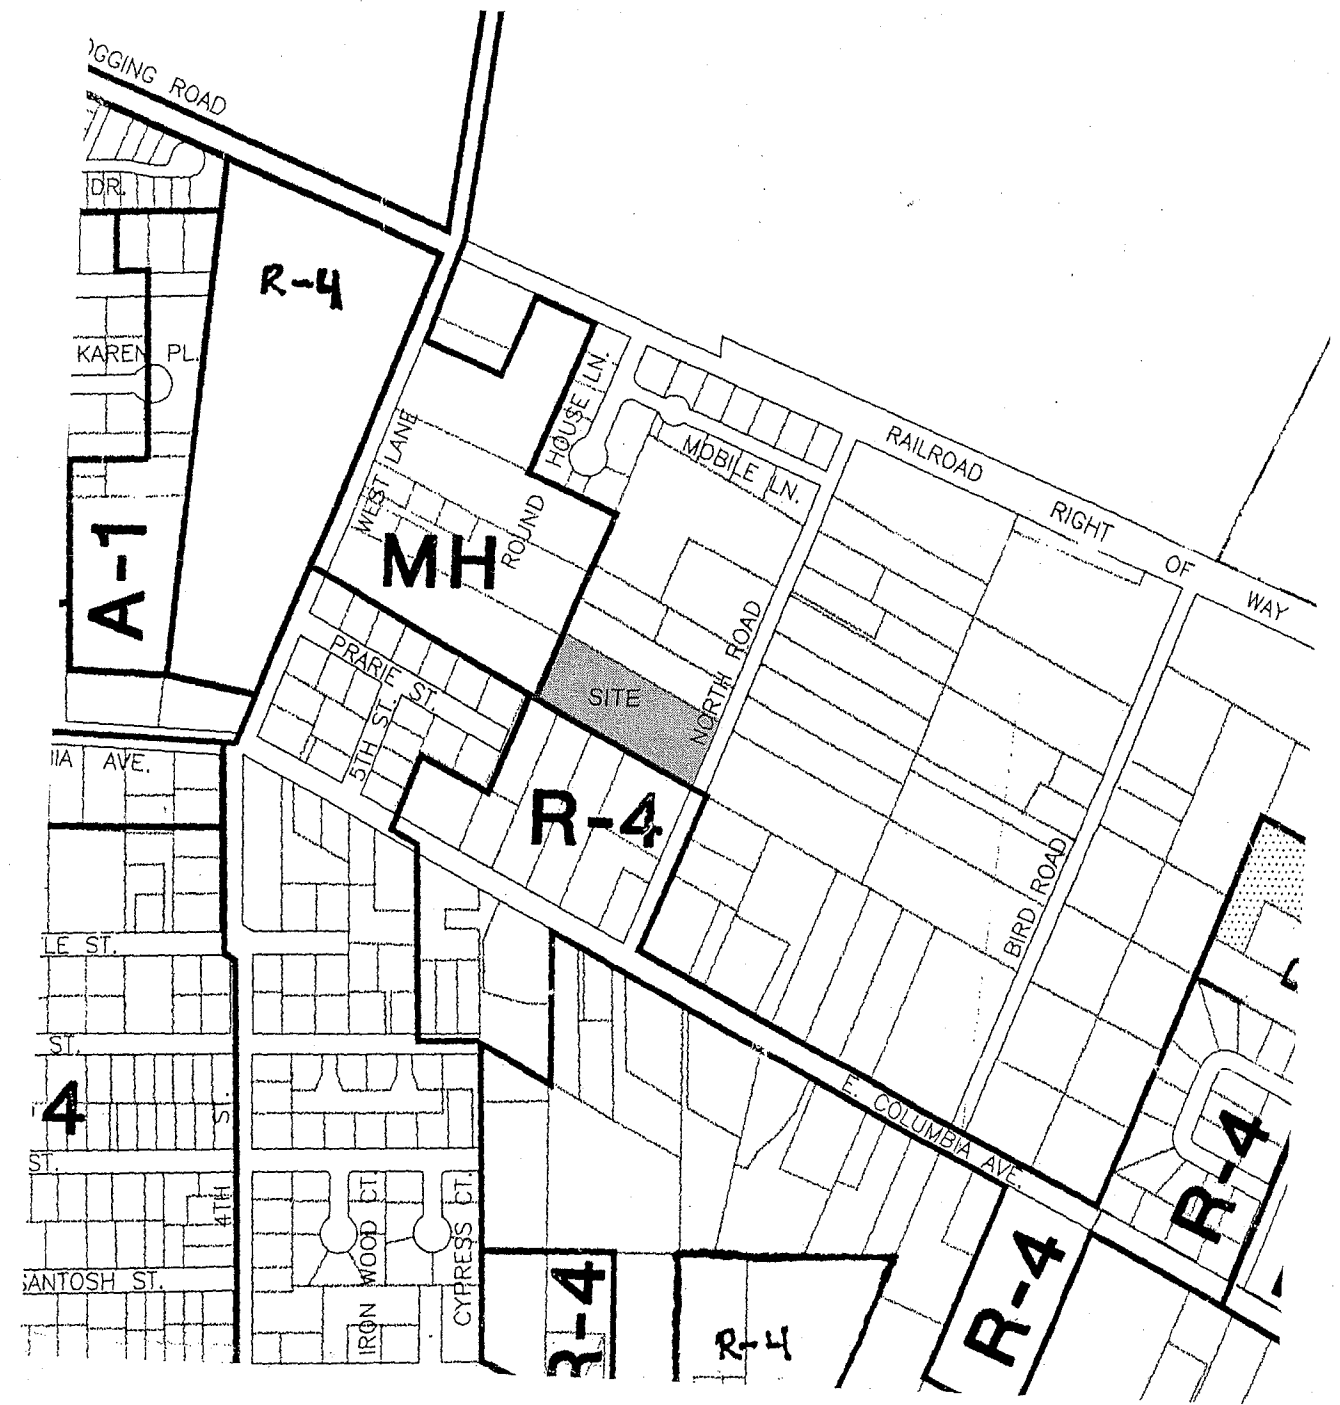 OGGING ROAD
DR.
R-4
KAREN PL.
A-1
WEST LANE
HOUSE LN.
ROUND
MH
MOBILE LN.
RAILROAD RIGHT OF WAY
PRARIE ST.
5TH ST.
SITE
NORTH ROAD
R-4
BIRD ROAD
IA AVE.
LE ST.
ST.
4
S.
ST.
4TH
SANTOSH ST.
IRON WOOD CT.
CYPRESS CT.
E. COLUMBIA AVE.
R-4
R-4
R-4
R-4